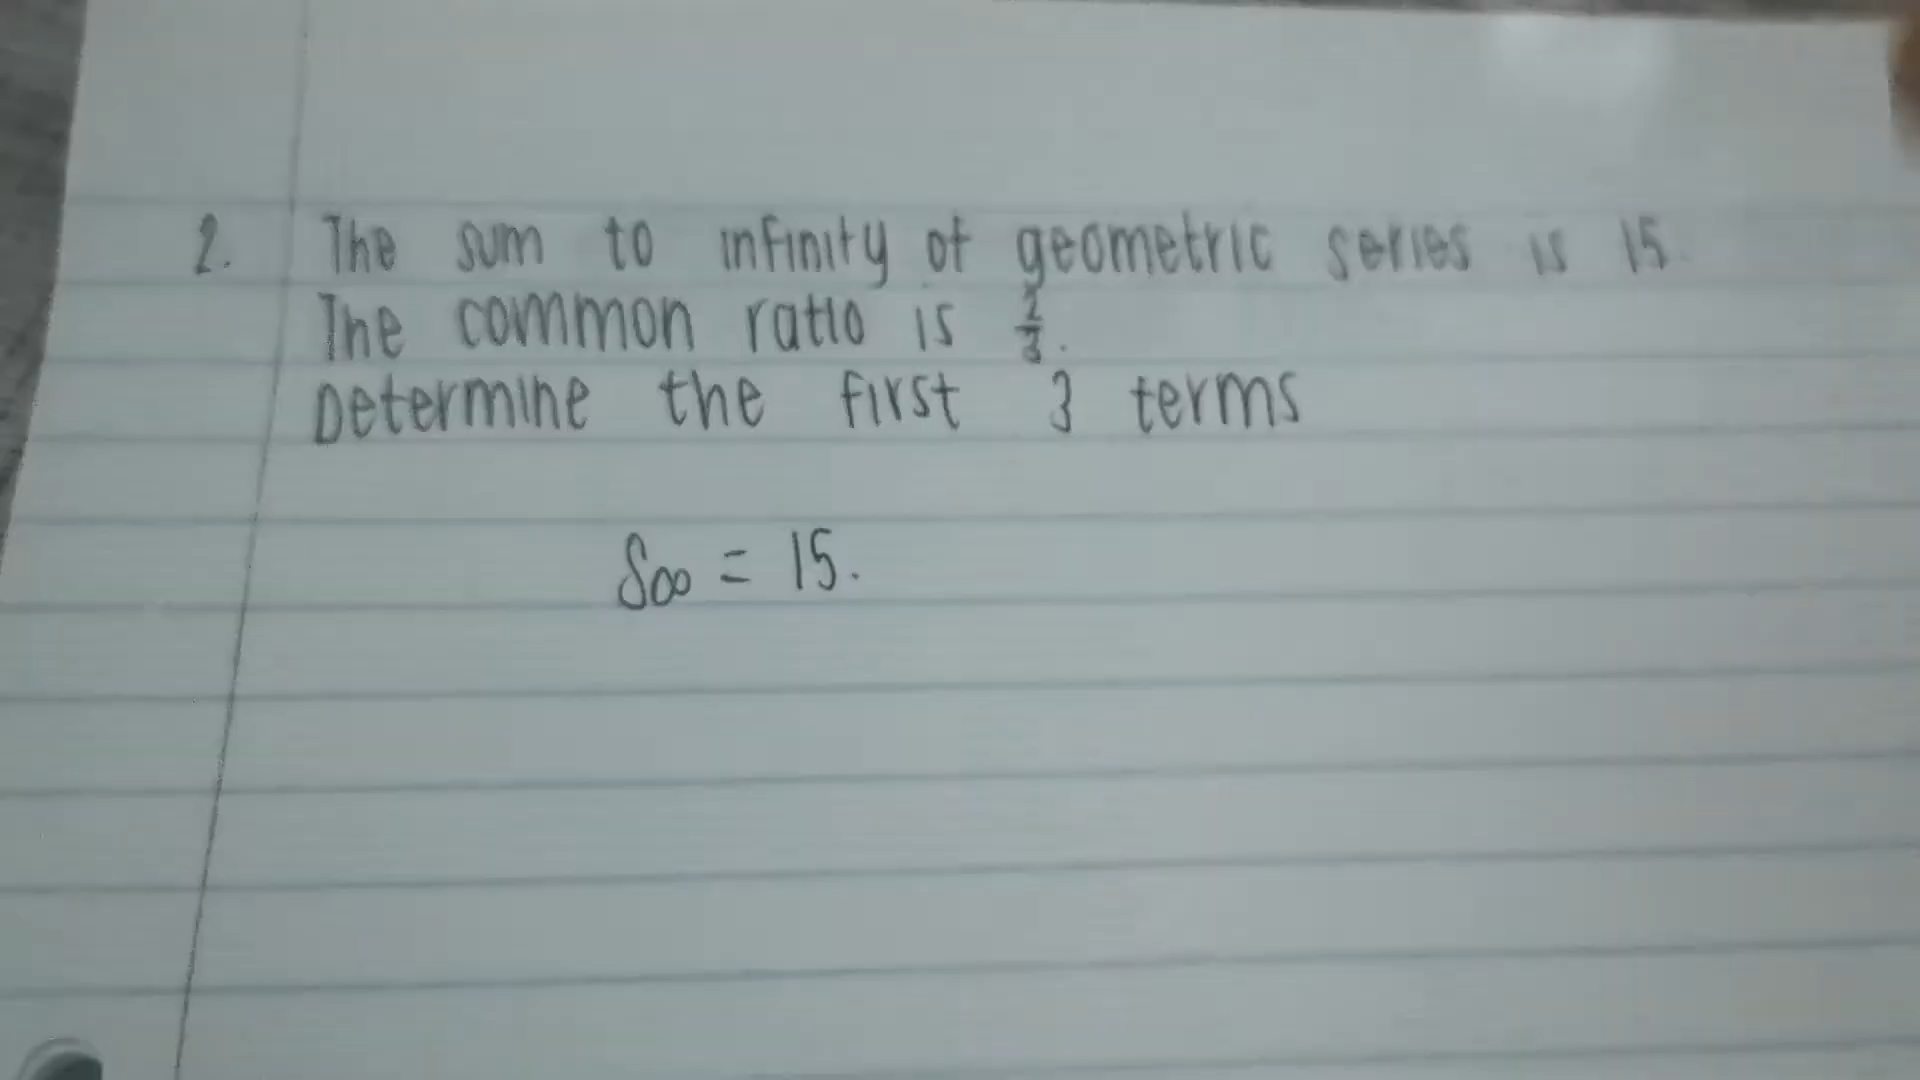 2. The sum to infinity of geometric series is 15.
The common ratio is 2/3.
Determine the first 3 terms
S∞ = 15.